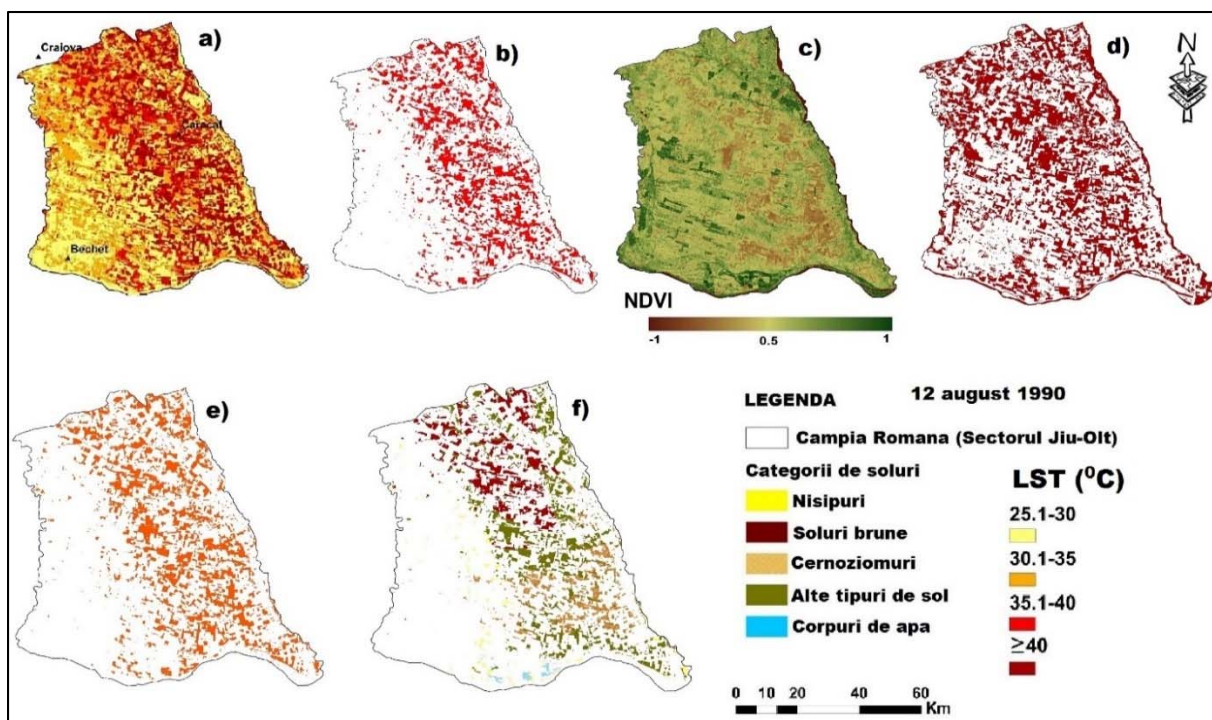 a)
Craiova
Caracal
Bechet
b)
c)
NDVI
-1 0.5 1
d)
N
e)
f)
LEGENDA
12 august 1990
Campia Romana (Sectorul Jiu-Olt)
Categorii de soluri
Nisipuri
Soluri brune
Cernoziomuri
Alte tipuri de sol
Corpuri de apa
LST (⁰C)
25.1-30
30.1-35
35.1-40
≥40
0 10 20 40 60
Km